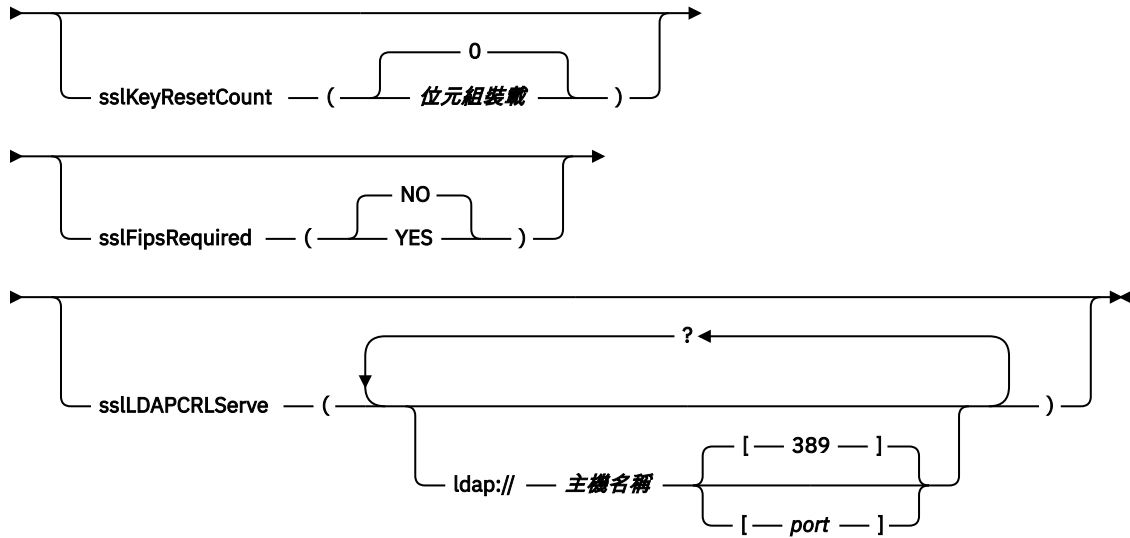 0
sslKeyResetCount ( 位元組裝載 )
NO
sslFipsRequired ( YES )
?
sslLDAPCRLServe ( )
[ 389 ]
ldap:// 主機名稱
[ port ]